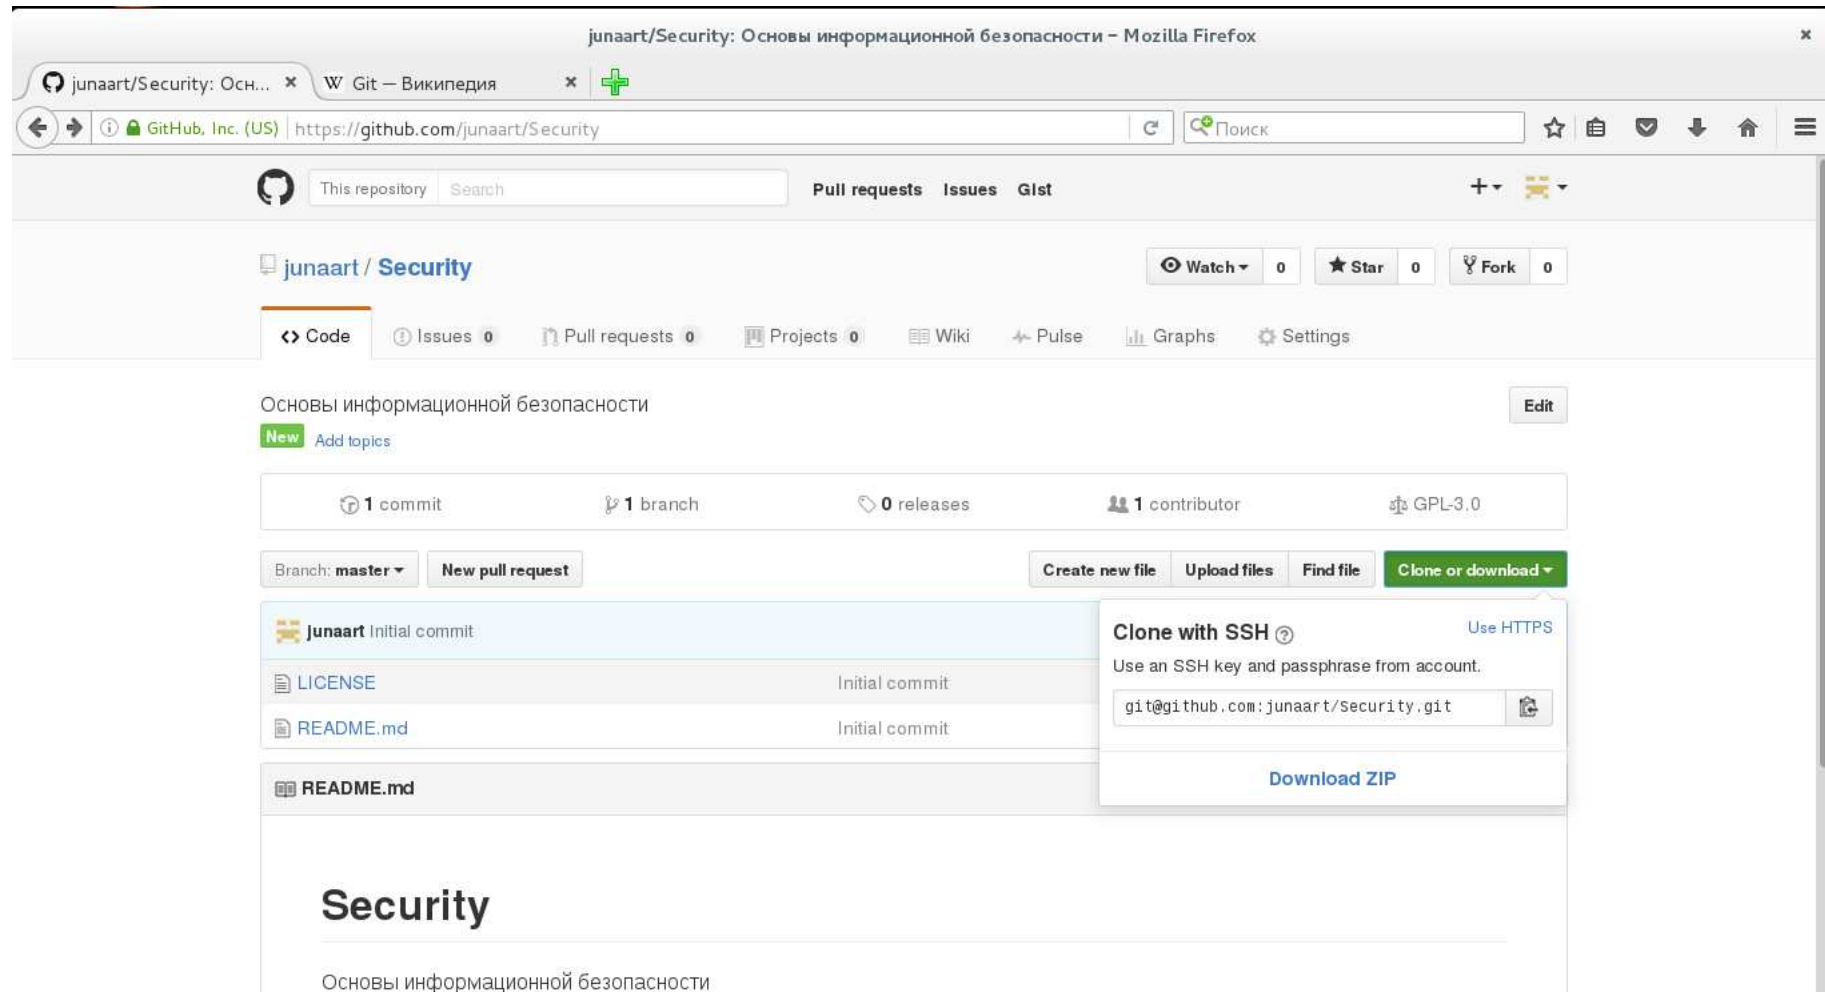 junaart/Security: Основы информационной безопасности – Mozilla Firefox
junaart/Security: Осн...
W Git — Википедия
GitHub, Inc. (US) https://github.com/junaart/Security Поиск
This repository Search Pull requests Issues Gist
junaart / Security Watch 0 Star 0 Fork 0
Code Issues 0 Pull requests 0 Projects 0 Wiki Pulse Graphs Settings
Основы информационной безопасности Edit
New Add topics
1 commit 1 branch 0 releases 1 contributor GPL-3.0
Branch: master New pull request Create new file Upload files Find file Clone or download
junaart Initial commit
LICENSE Initial commit
README.md Initial commit
Clone with SSH Use HTTPS
Use an SSH key and passphrase from account.
git@github.com:junaart/Security.git
Download ZIP
README.md
Security
Основы информационной безопасности